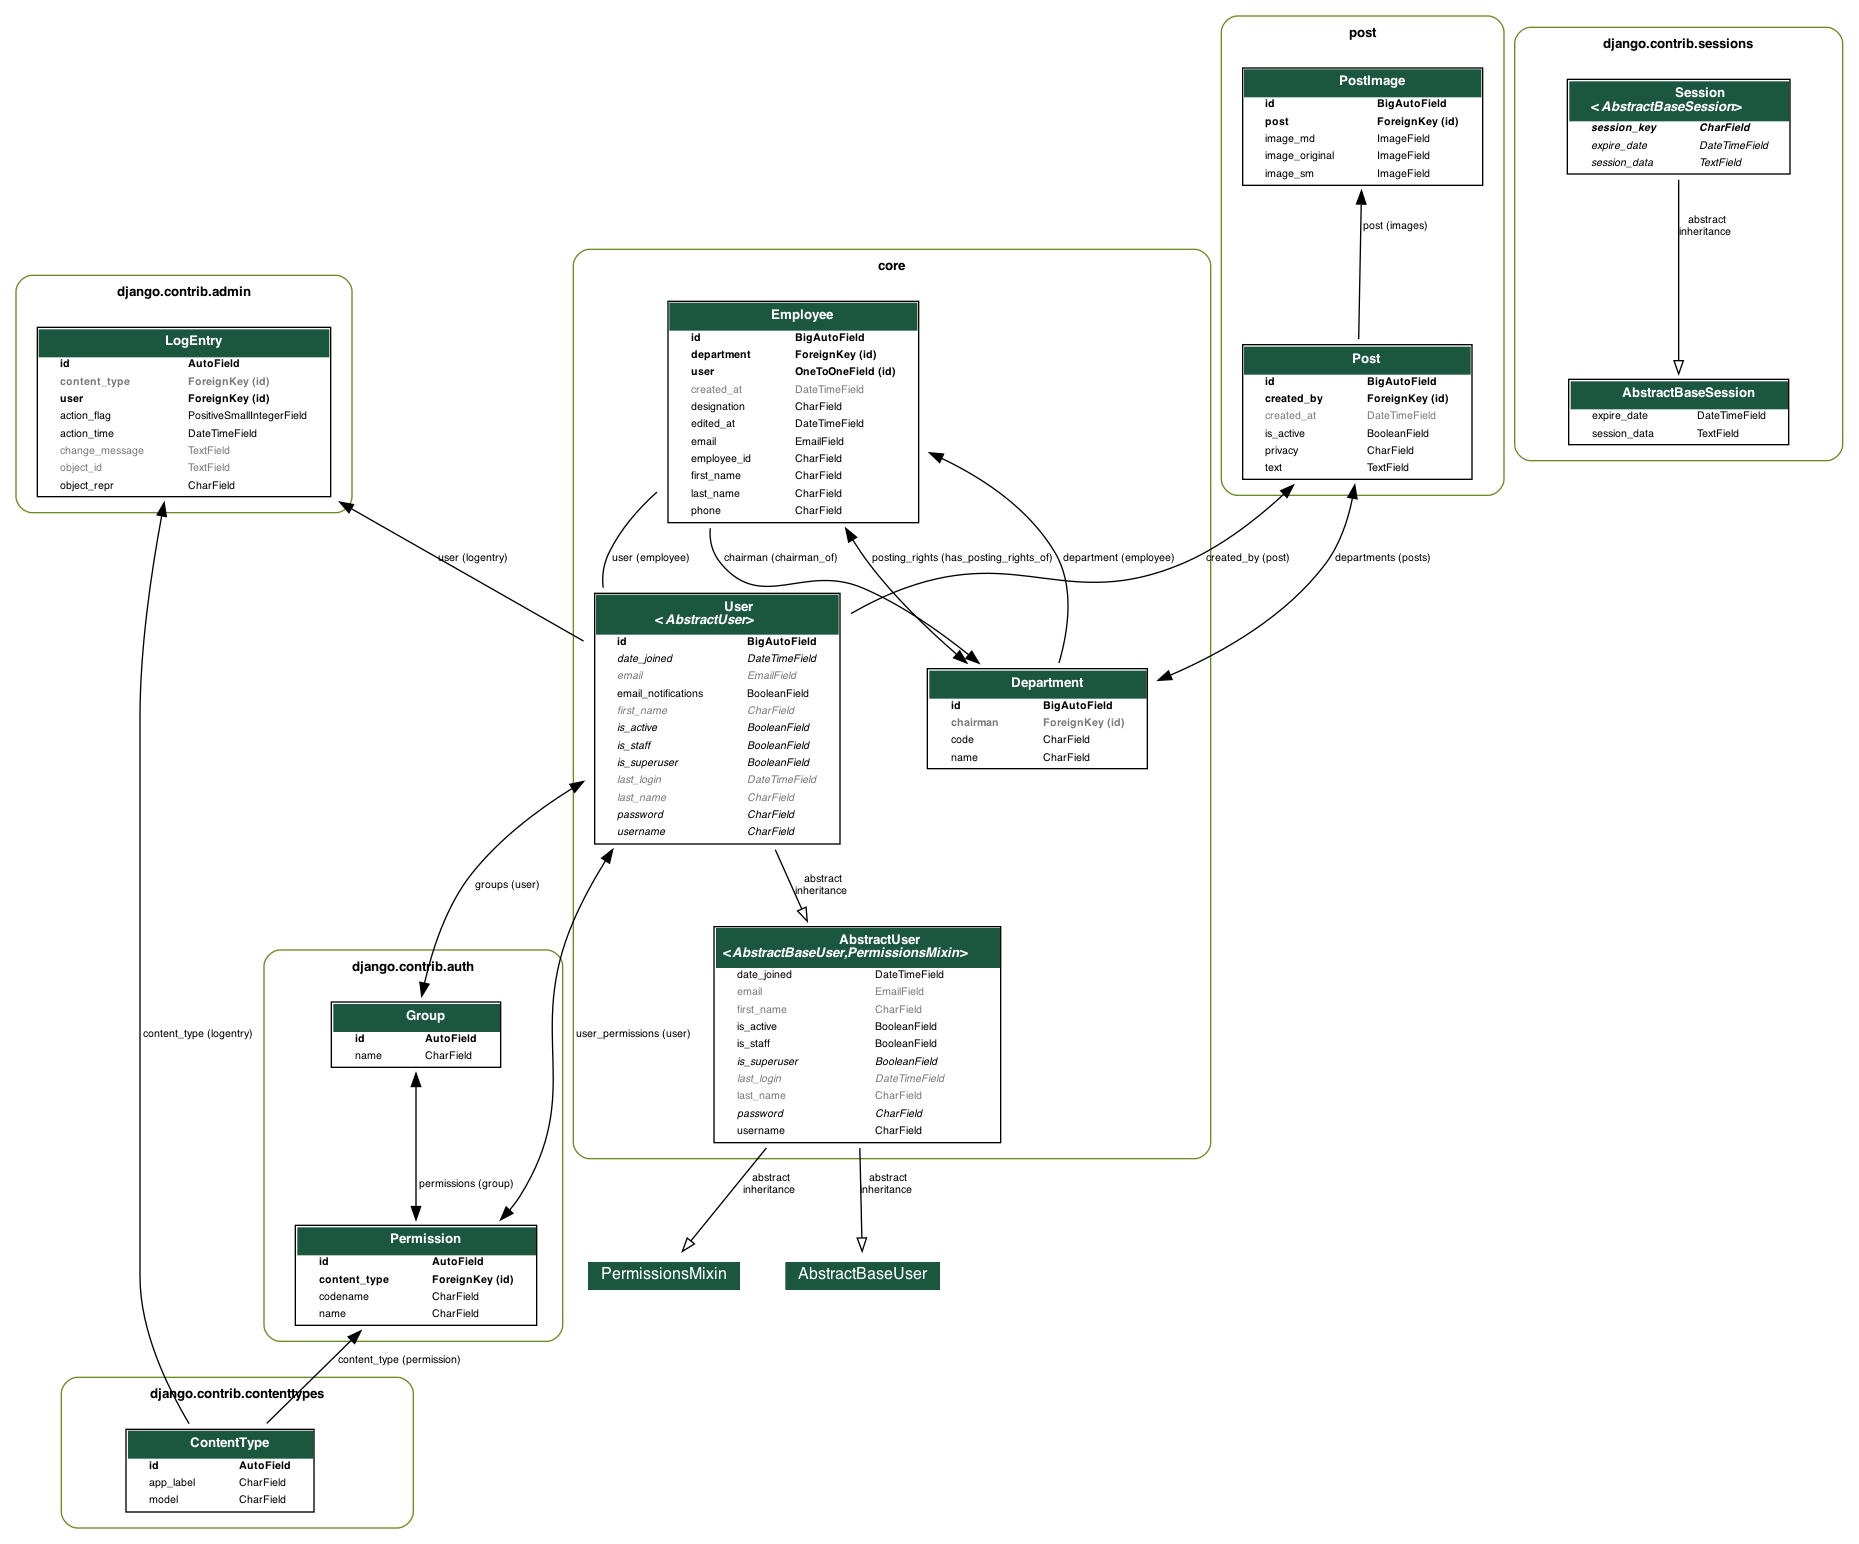 post
PostImage
id BigAutoField
post ForeignKey (id)
image_md ImageField
image_original ImageField
image_sm ImageField
post (images)
Post
id BigAutoField
created_by ForeignKey (id)
created_at DateTimeField
is_active BooleanField
privacy CharField
text TextField
django.contrib.sessions
Session
<AbstractBaseSession>
session_key CharField
expire_date DateTimeField
session_data TextField
abstract
inheritance
AbstractBaseSession
expire_date DateTimeField
session_data TextField
django.contrib.admin
LogEntry
id AutoField
content_type ForeignKey (id)
user ForeignKey (id)
action_flag PositiveSmallIntegerField
action_time DateTimeField
change_message TextField
object_id TextField
object_repr CharField
core
Employee
id BigAutoField
department ForeignKey (id)
user OneToOneField (id)
created_at DateTimeField
designation CharField
edited_at DateTimeField
email EmailField
employee_id CharField
first_name CharField
last_name CharField
phone CharField
user (logentry)
user (employee)
chairman (chairman_of)
posting_rights (has_posting_rights_of)
department (employee)
created_by (post)
departments (posts)
User
<AbstractUser>
id BigAutoField
date_joined DateTimeField
email EmailField
email_notifications BooleanField
first_name CharField
is_active BooleanField
is_staff BooleanField
is_superuser BooleanField
last_login DateTimeField
last_name CharField
password CharField
username CharField
Department
id BigAutoField
chairman ForeignKey (id)
code CharField
name CharField
groups (user)
abstract
inheritance
AbstractUser
<AbstractBaseUser,PermissionsMixin>
date_joined DateTimeField
email EmailField
first_name CharField
is_active BooleanField
is_staff BooleanField
is_superuser BooleanField
last_login DateTimeField
last_name CharField
password CharField
username CharField
django.contrib.auth
Group
id AutoField
name CharField
content_type (logentry)
user_permissions (user)
permissions (group)
abstract
inheritance
abstract
inheritance
Permission
id AutoField
content_type ForeignKey (id)
codename CharField
name CharField
PermissionsMixin
AbstractBaseUser
content_type (permission)
django.contrib.contenttypes
ContentType
id AutoField
app_label CharField
model CharField